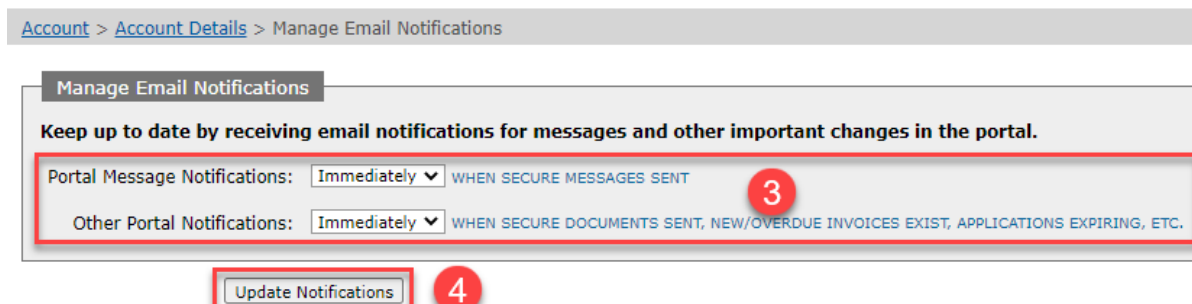 Account > Account Details > Manage Email Notifications
Manage Email Notifications
Keep up to date by receiving email notifications for messages and other important changes in the portal.
Portal Message Notifications: Immediately WHEN SECURE MESSAGES SENT
3
Other Portal Notifications: Immediately WHEN SECURE DOCUMENTS SENT, NEW/OVERDUE INVOICES EXIST, APPLICATIONS EXPIRING, ETC.
Update Notifications 4